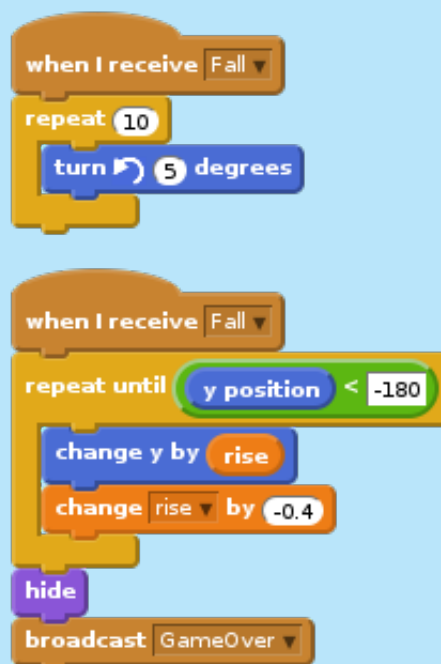 when I receive Fall
repeat 10
turn 5 degrees
when I receive Fall
repeat until y position < -180
change y by rise
change rise by -0.4
hide
broadcast GameOver